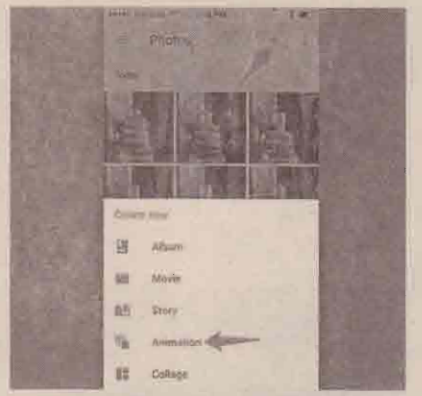 Photos
Create new
Album
Movie
Story
Animation
Collage